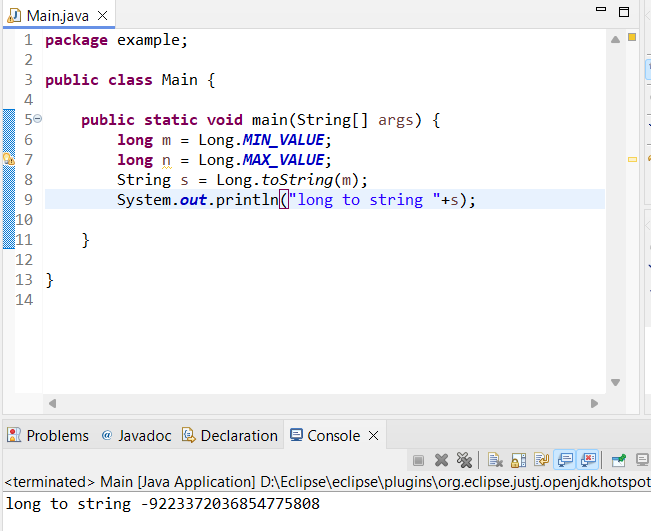 Main.java
1 package example;
2
3 public class Main {
4
5 public static void main(String[] args) {
6 long m = Long.MIN_VALUE;
7 long n = Long.MAX_VALUE;
8 String s = Long.toString(m);
9 System.out.println("long to string "+s);
10
11 }
12
13 }
14
Problems @ Javadoc Declaration Console
<terminated> Main [Java Application] D:\Eclipse\eclipse\plugins\org.eclipse.justj.openjdk.hotspot
long to string -9223372036854775808